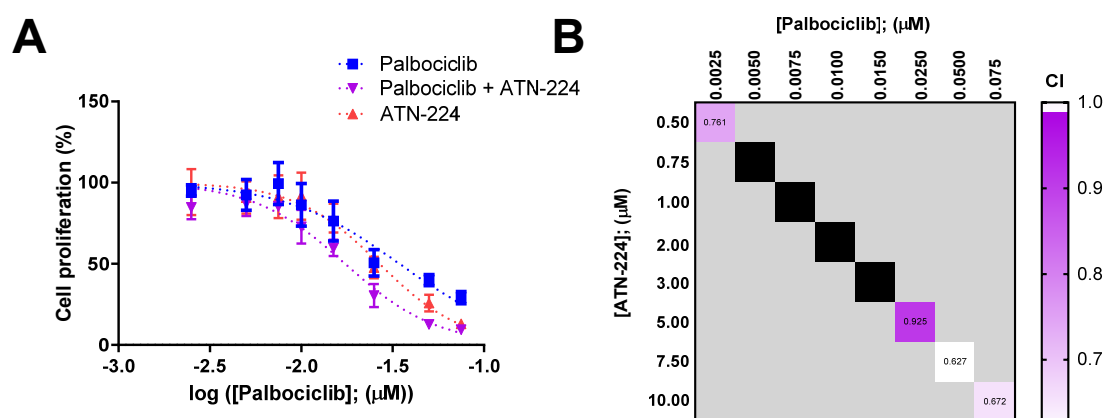 A
Palbociclib
Palbociclib + ATN-224
ATN-224
150
100
50
0
Cell proliferation (%)
-3.0 -2.5 -2.0 -1.5 -1.0
log ([Palbociclib]; (μM))
B
[Palbociclib]; (μM)
0.0025 0.0050 0.0075 0.0100 0.0150 0.0250 0.0500 0.075
[ATN-224]; (μM)
0.50 0.761
0.75
1.00
2.00
3.00
5.00 0.925
7.50 0.627
10.00 0.672
CI
1.0
0.9
0.8
0.7